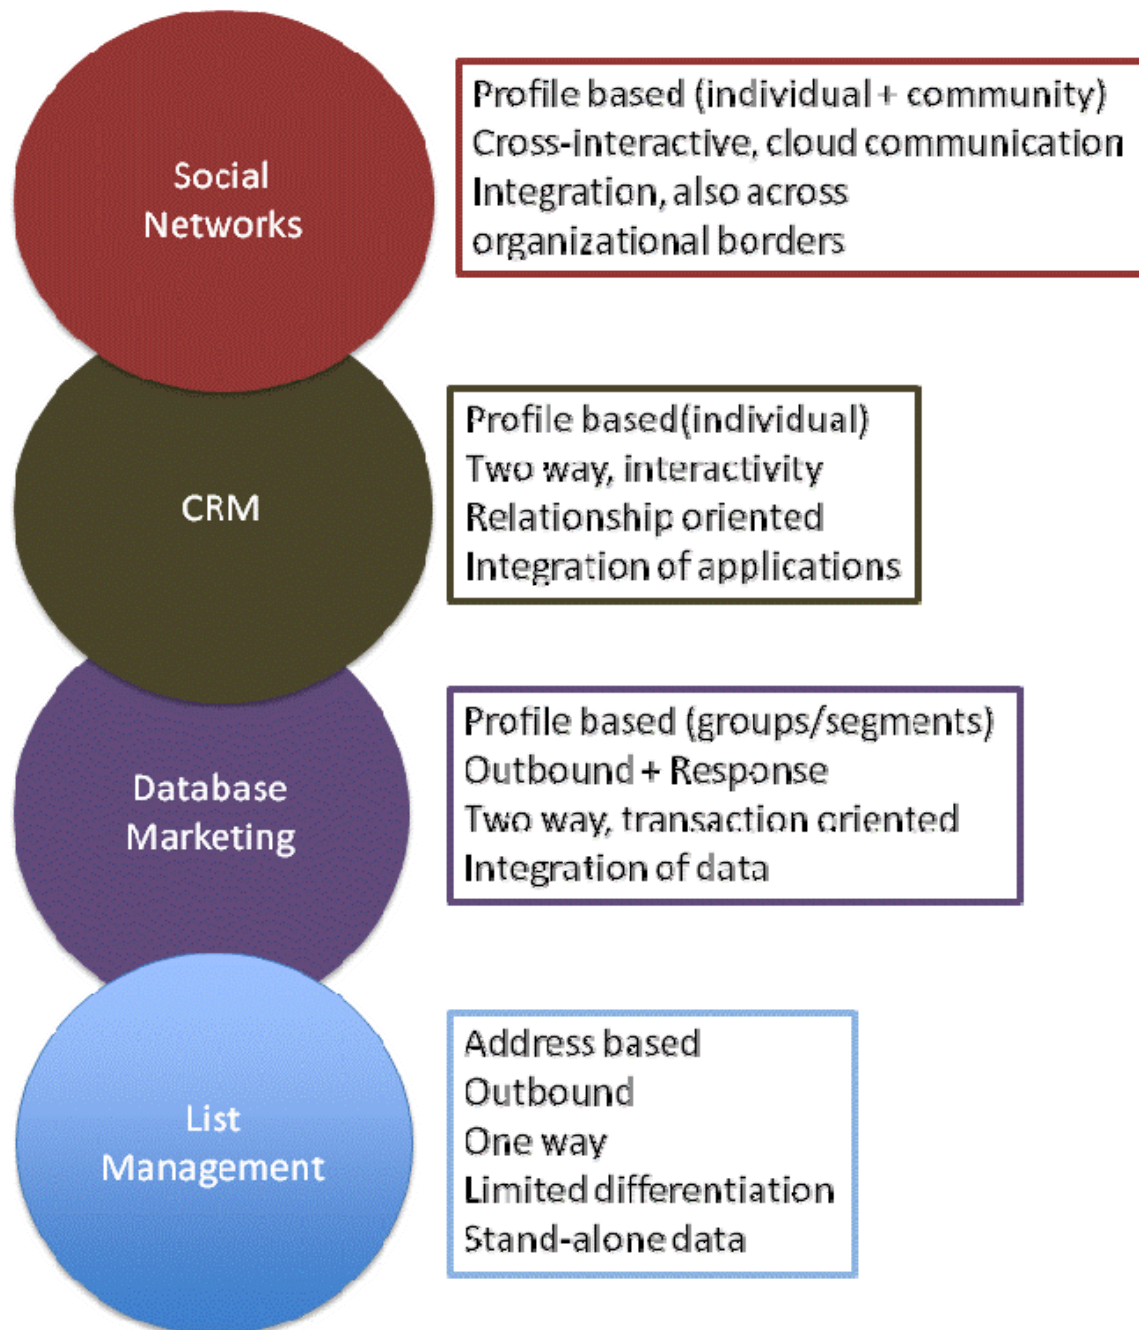 Social
Networks
Profile based (individual + community)
Cross-interactive, cloud communication
Integration, also across
organizational borders
CRM
Profile based(individual)
Two way, interactivity
Relationship oriented
Integration of applications
Database
Marketing
Profile based (groups/segments)
Outbound + Response
Two way, transaction oriented
Integration of data
List
Management
Address based
Outbound
One way
Limited differentiation
Stand-alone data